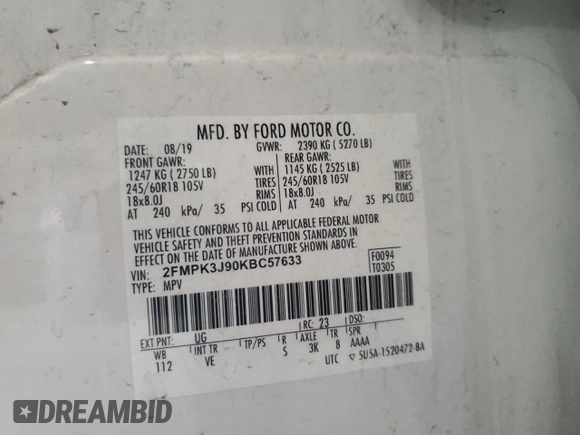 MFD. BY FORD MOTOR CO.
DATE: 08/19 GVWR: 2390 KG ( 5270 LB)
FRONT GAWR: REAR GAWR:
1247 KG ( 2750 LB) WITH 1145 KG ( 2525 LB) WITH
245/60R18 105V TIRES 245/60R18 105V TIRES
18x8.0J RIMS 18x8.0J RIMS
AT 240 kPa/ 35 PSI COLD AT 240 kPa/ 35 PSI COLD
THIS VEHICLE CONFORMS TO ALL APPLICABLE FEDERAL MOTOR
VEHICLE SAFETY AND THEFT PREVENTION STANDARDS IN
EFFECT ON THE DATE OF MANUFACTURE SHOWN ABOVE.
VIN: 2FMPK3J90KBC57633 F0094
TYPE: MPV T0305
EXT PNT: UG RC: 23 DSO:
WB INT TR TP/PS R AXLE TR SPR
112 VE S 3K 8 AAAA
UTC ▽ 5U5A-1520472-BA
DREAMBID